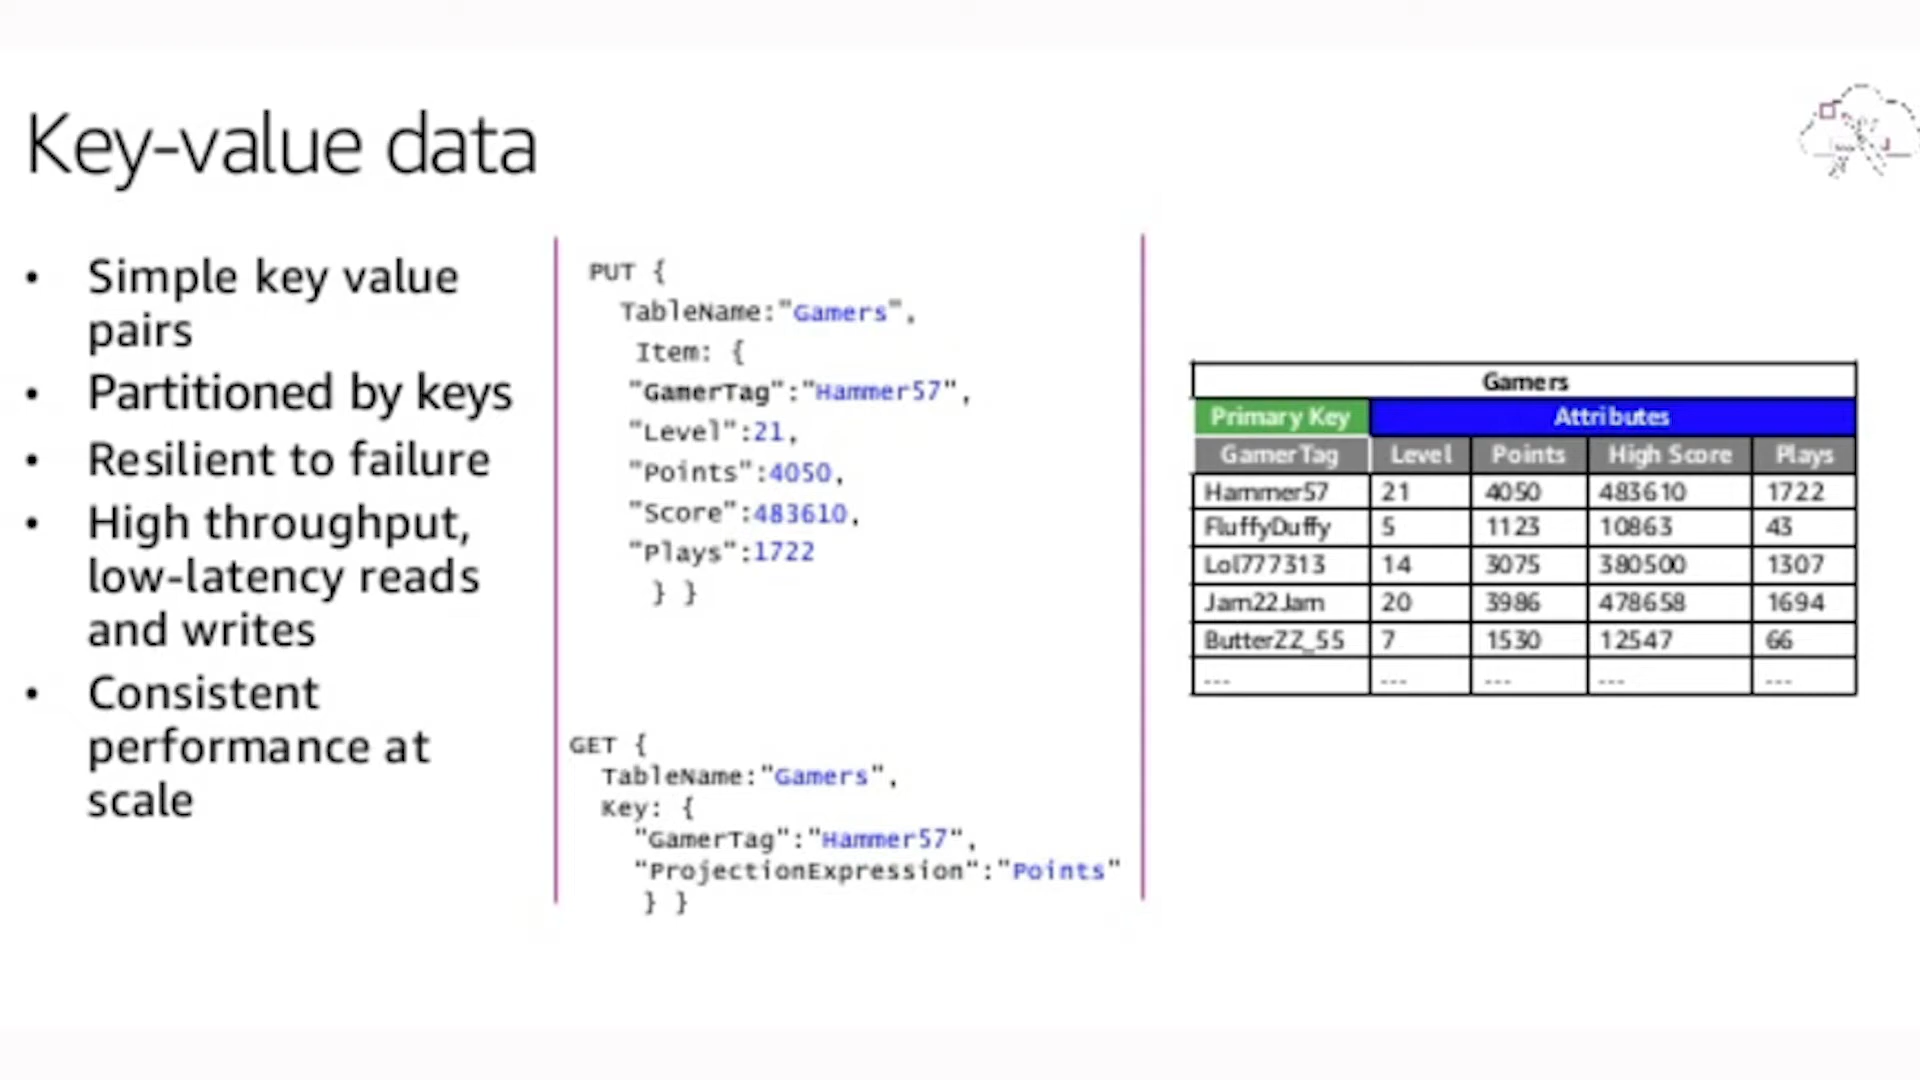 Key-value data
• Simple key value
pairs
• Partitioned by keys
• Resilient to failure
• High throughput,
low-latency reads
and writes
• Consistent
performance at
scale
PUT {
TableName:"Gamers",
Item: {
"GamerTag":"Hammer57",
"Level":21,
"Points":4050,
"Score":483610,
"Plays":1722
} }
GET {
TableName:"Gamers",
Key: {
"GamerTag":"Hammer57",
"ProjectionExpression":"Points"
} }
Gamers
Primary Key Attributes
GamerTag Level Points High Score Plays
Hammer57 21 4050 483610 1722
FluffyDuffy 5 1123 10863 43
Lol777313 14 3075 380500 1307
Jam22Jam 20 3986 478658 1694
ButterZZ_55 7 1530 12547 66
--- --- --- --- ---